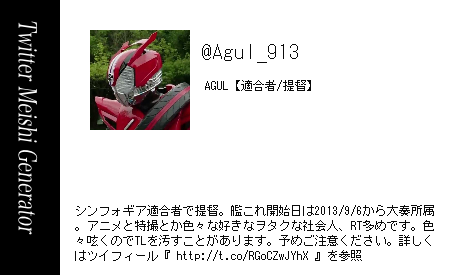 Twitter Meishi Generator
@Agul_913
AGUL【適合者/提督】
シンフォギア適合者で提督。艦これ開始日は2013/9/6から大奏所属
。アニメと特撮とか色々な好きなヲタクな社会人、RT多めです。色
々呟くのでTLを汚すことがあります。予めご注意ください。詳しく
はツイフィール『 http://t.co/RGoCZwJYhX 』を参照